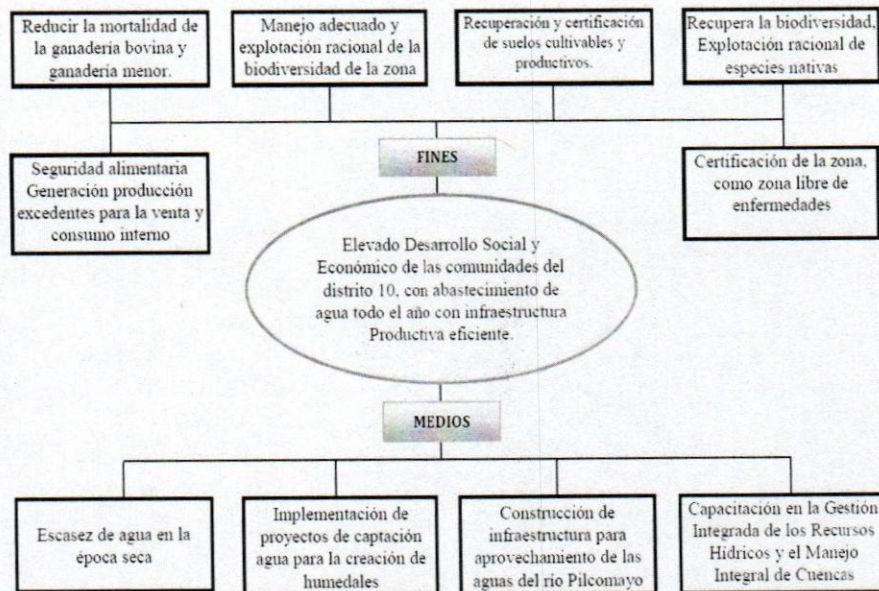 Reducir la mortalidad de
la ganadería bovina y
ganadería menor.
Manejo adecuado y
explotación racional de la
biodiversidad de la zona
Recuperación y certificación
de suelos cultivables y
productivos.
Recupera la biodiversidad,
Explotación racional de
especies nativas
FINES
Seguridad alimentaria
Generación producción
excedentes para la venta y
consumo interno
Certificación de la zona,
como zona libre de
enfermedades
Elevado Desarrollo Social y
Económico de las comunidades del
distrito 10, con abastecimiento de
agua todo el año con infraestructura
Productiva eficiente.
MEDIOS
Escasez de agua en la
época seca
Implementación de
proyectos de captación
agua para la creación de
humedales
Construcción de
infraestructura para
aprovechamiento de las
aguas del río Pilcomayo
Capacitación en la Gestión
Integrada de los Recursos
Hídricos y el Manejo
Integral de Cuencas